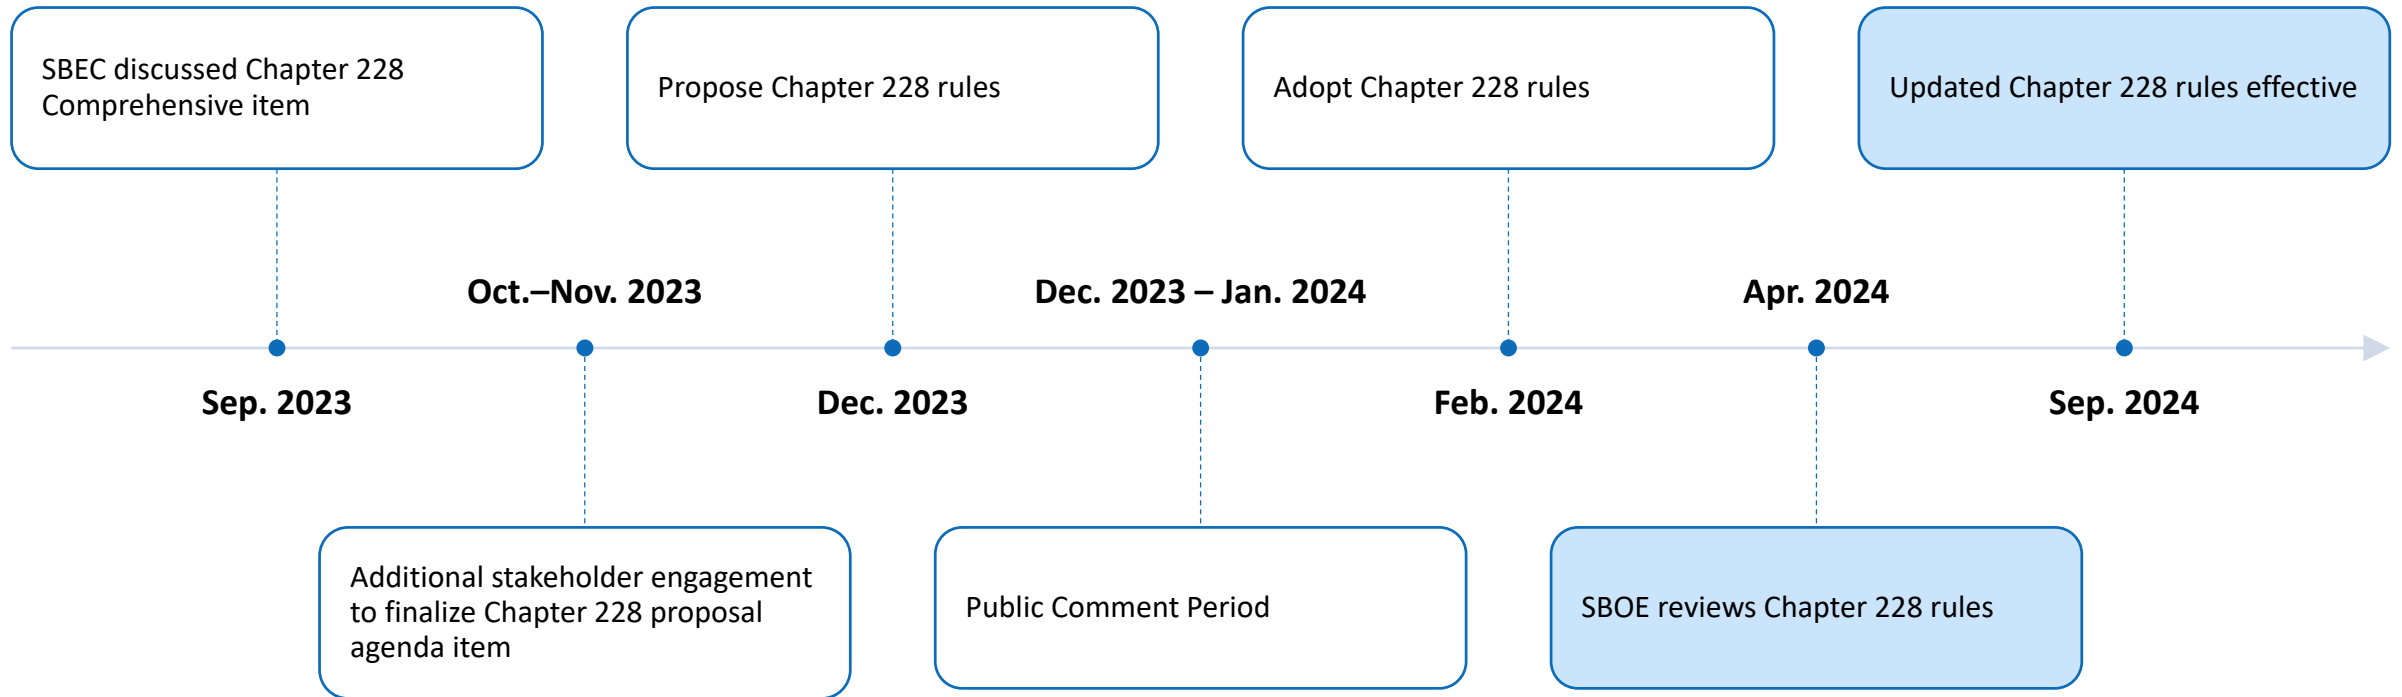 SBEC discussed Chapter 228
Comprehensive item
Propose Chapter 228 rules
Adopt Chapter 228 rules
Updated Chapter 228 rules effective
Oct.–Nov. 2023
Dec. 2023 – Jan. 2024
Apr. 2024
Sep. 2023
Dec. 2023
Feb. 2024
Sep. 2024
Additional stakeholder engagement
to finalize Chapter 228 proposal
agenda item
Public Comment Period
SBOE reviews Chapter 228 rules